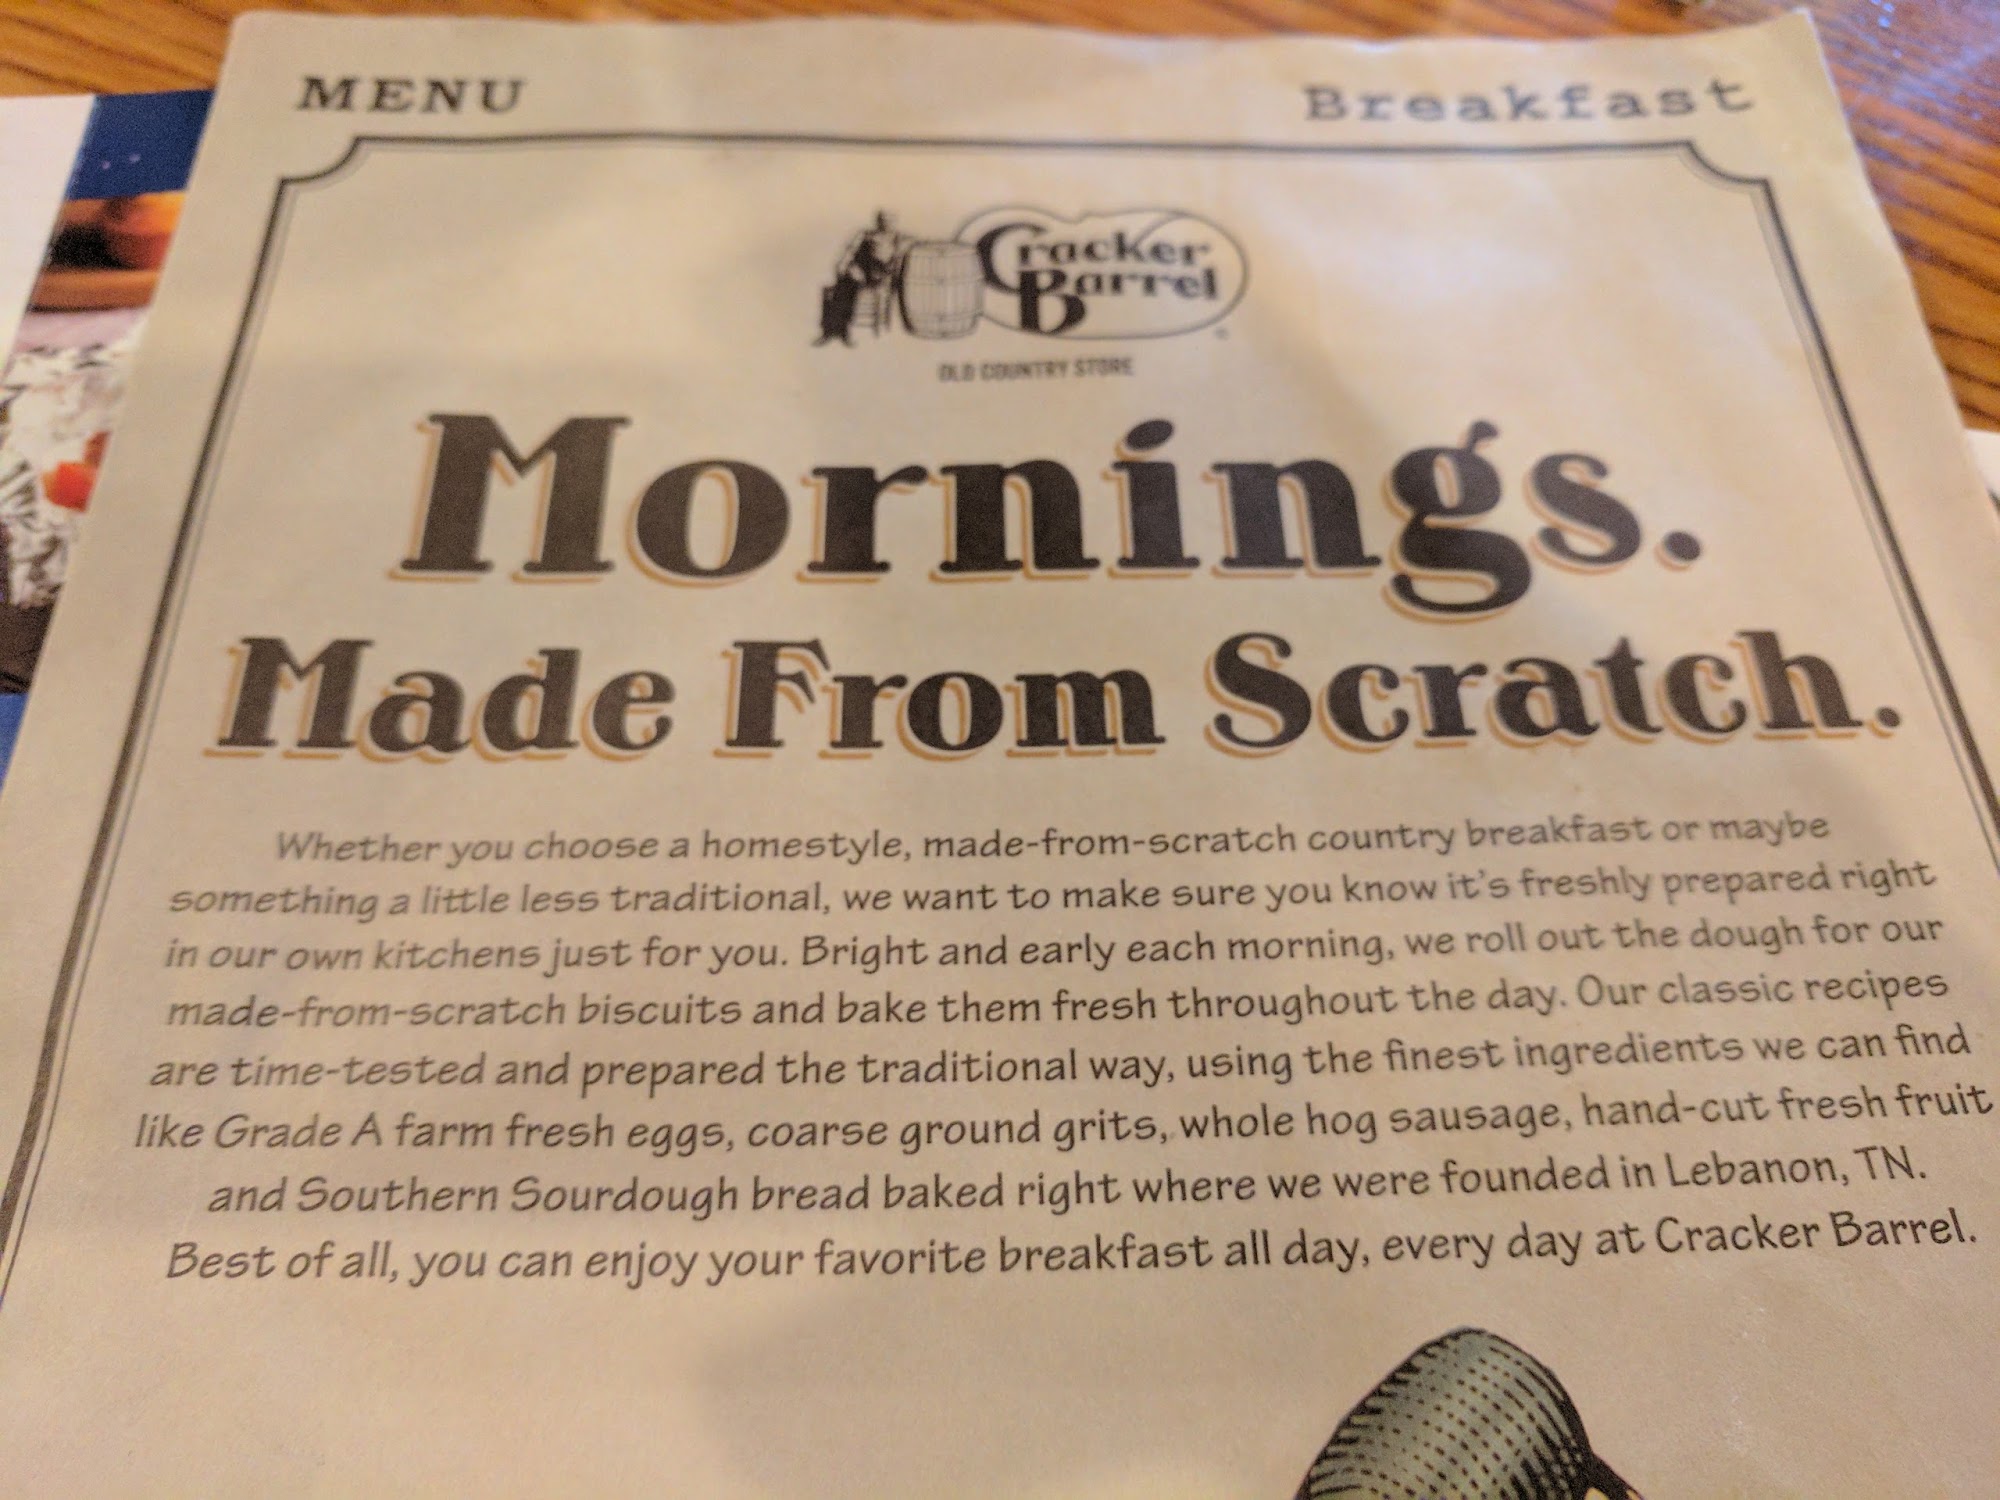 MENU
Breakfast
Cracker
Barrel
OLD COUNTRY STORE
Mornings.
Made From Scratch.
Whether you choose a homestyle, made-from-scratch country breakfast or maybe
something a little less traditional, we want to make sure you know it's freshly prepared right
in our own kitchens just for you. Bright and early each morning, we roll out the dough for our
made-from-scratch biscuits and bake them fresh throughout the day. Our classic recipes
are time-tested and prepared the traditional way, using the finest ingredients we can find
like Grade A farm fresh eggs, coarse ground grits, whole hog sausage, hand-cut fresh fruit
and Southern Sourdough bread baked right where we were founded in Lebanon, TN.
Best of all, you can enjoy your favorite breakfast all day, every day at Cracker Barrel.